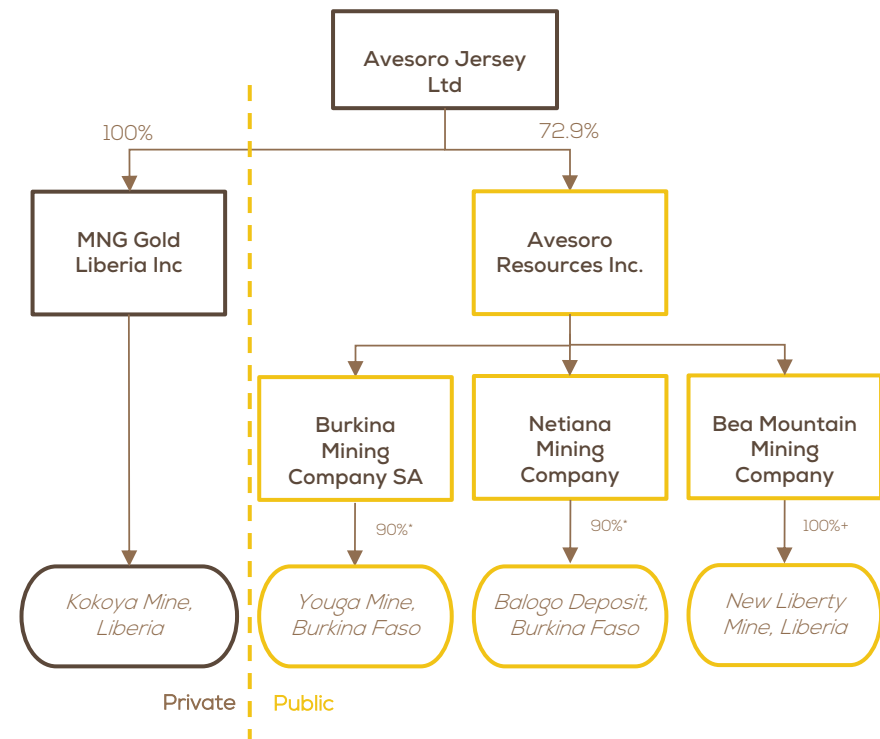 Avesoro Jersey
Ltd
100%
72.9%
MNG Gold
Liberia Inc
Avesoro
Resources Inc.
Burkina
Mining
Company SA
Netiana
Mining
Company
Bea Mountain
Mining
Company
90%*
90%*
100%+
Kokoya Mine,
Liberia
Youga Mine,
Burkina Faso
Balogo Deposit,
Burkina Faso
New Liberty
Mine, Liberia
Private
Public